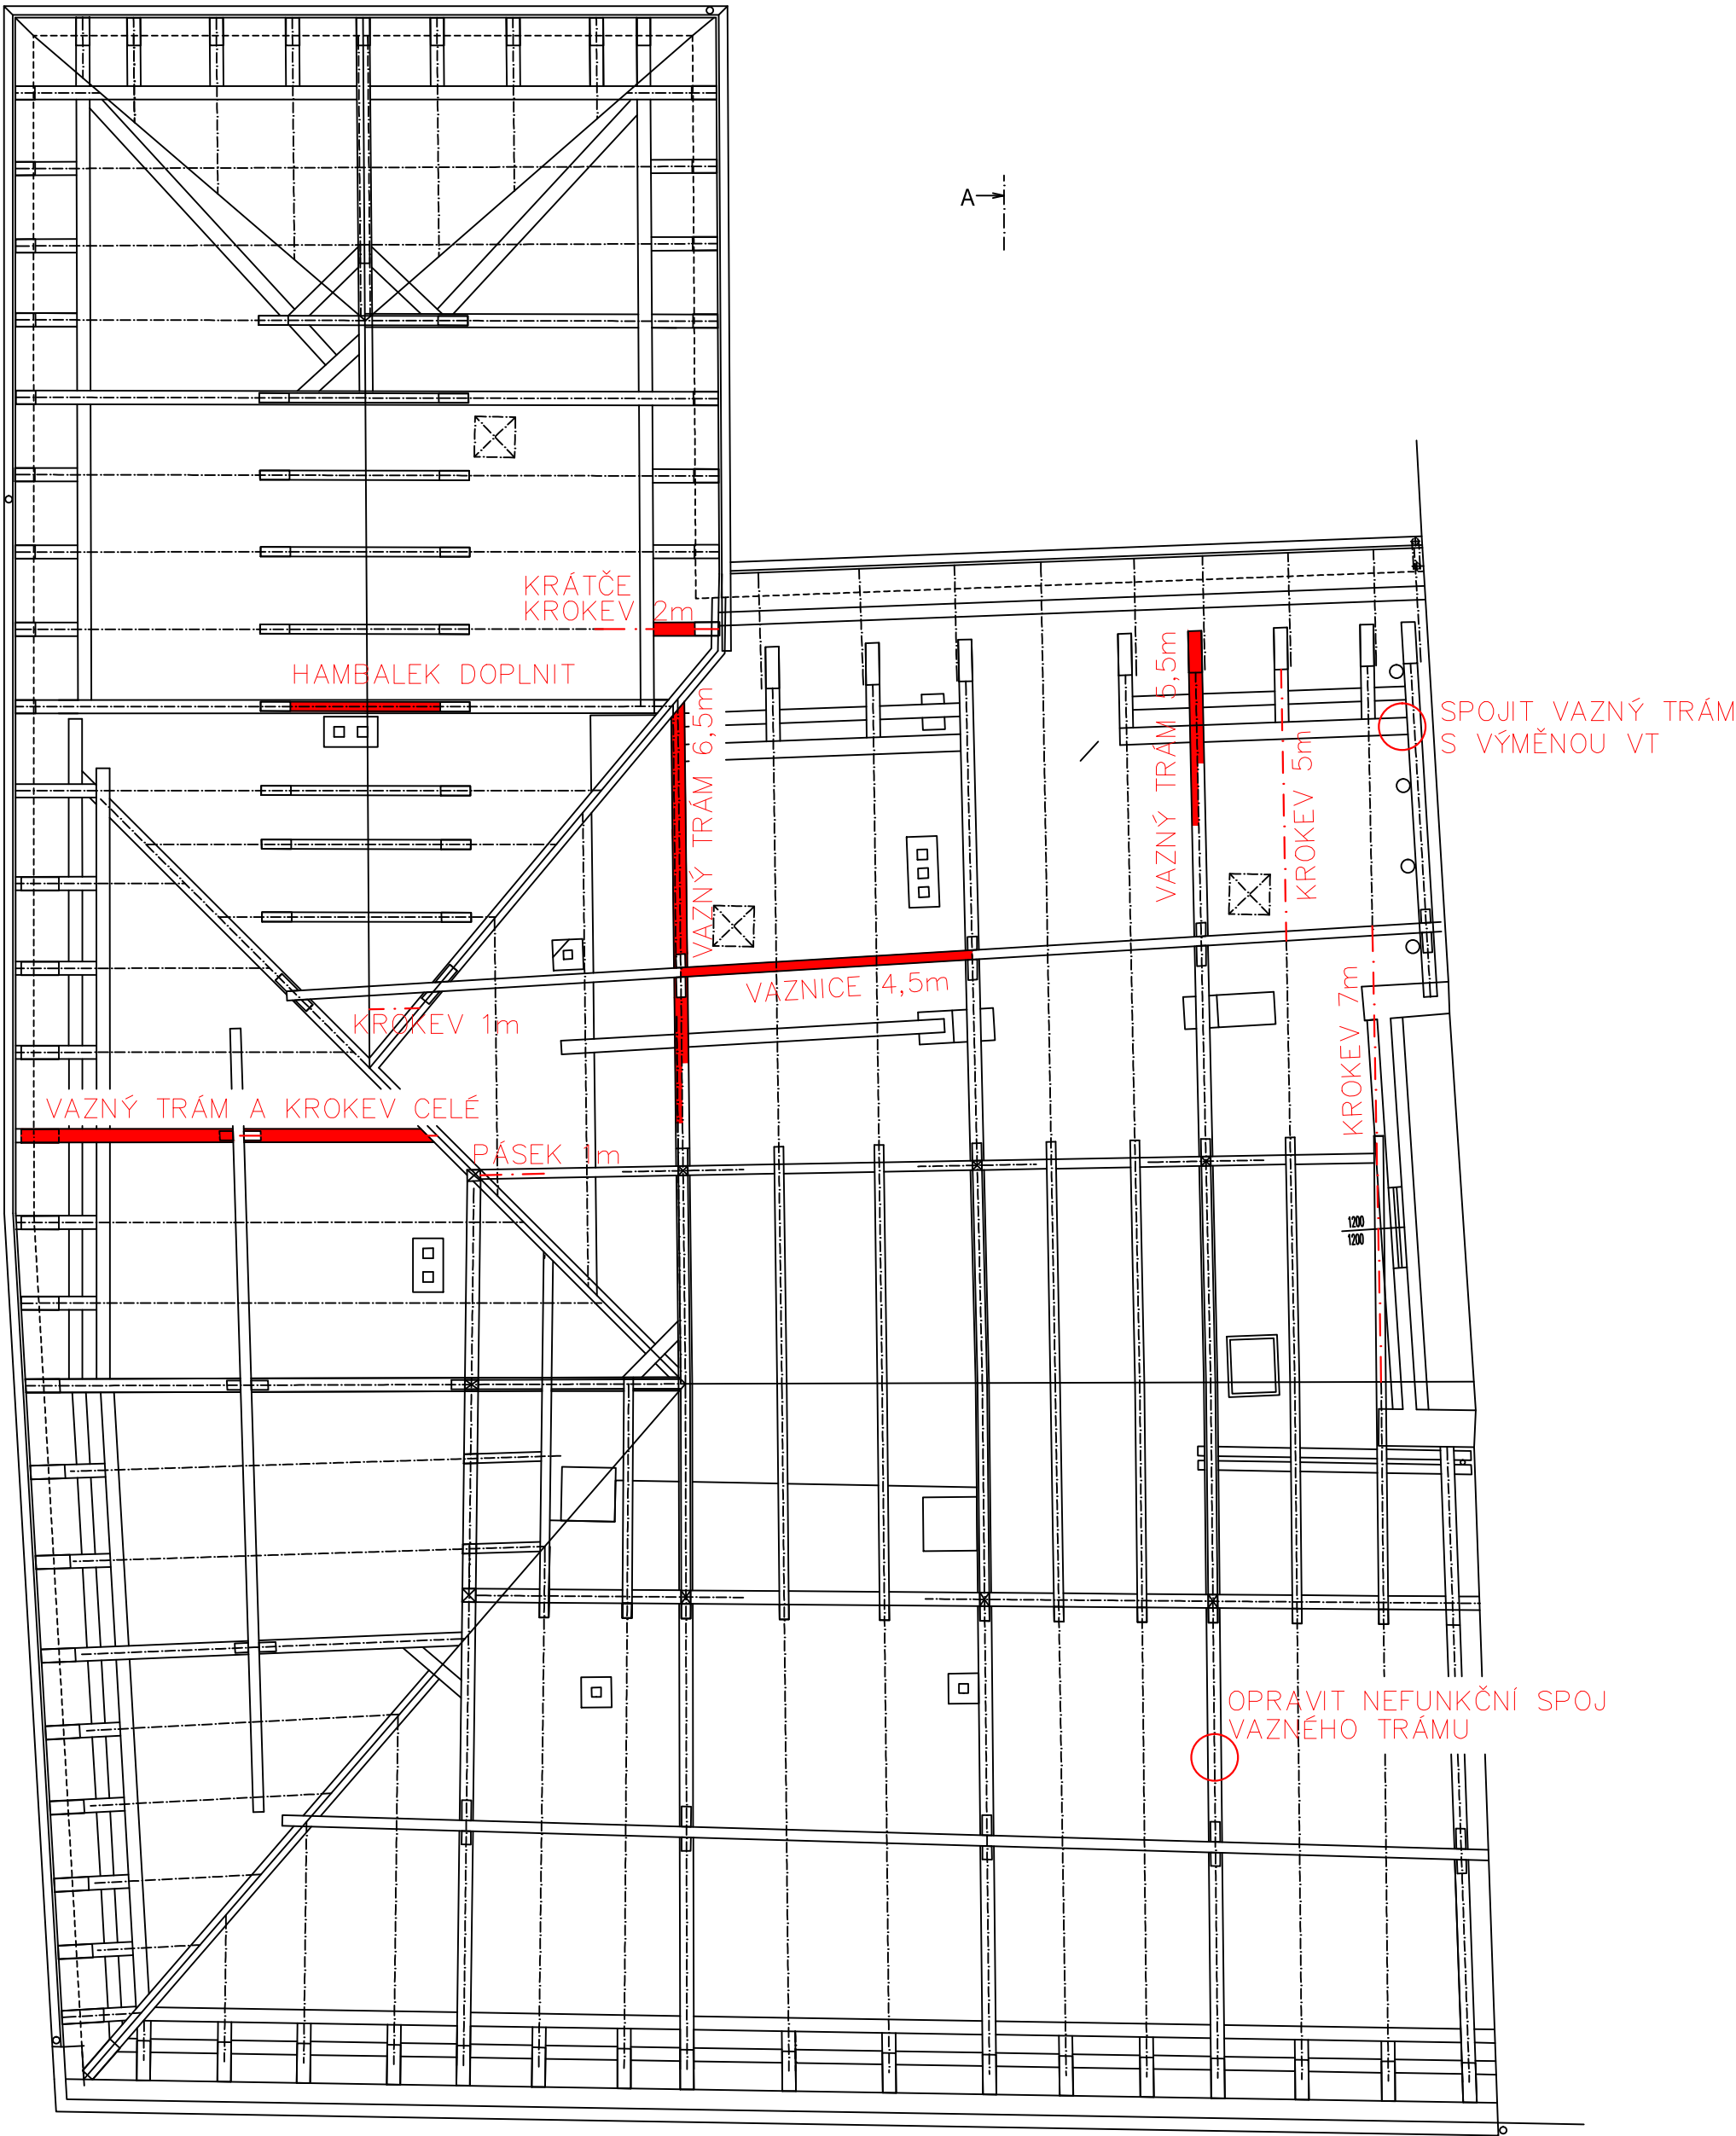 A
KRÁTČE
KROKEV 2m
HAMBALEK DOPLNIT
VAZNÝ TRÁM 6,5m
VAZNÝ TRÁM 5,5m
KROKEV 5m
SPOJIT VAZNÝ TRÁM
S VÝMĚNOU VT
VAZNICE 4,5m
KROKEV 1m
KROKEV 7m
VAZNÝ TRÁM A KROKEV CELÉ
PÁSEK 1m
1200
1200
OPRAVIT NEFUNKČNÍ SPOJ
VAZNÉHO TRÁMU